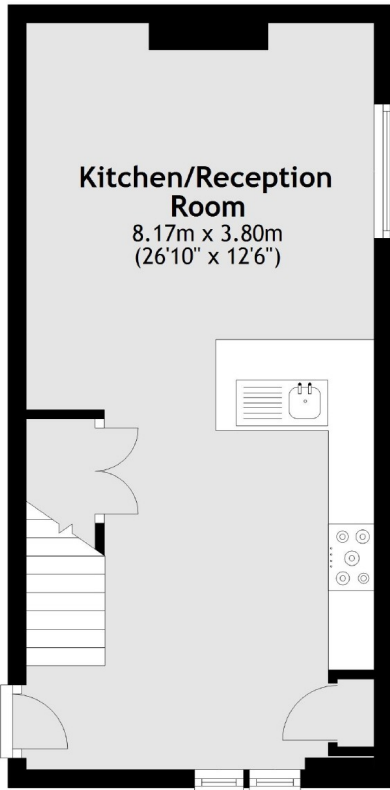 Kitchen/Reception
Room
8.17m x 3.80m
(26'10" x 12'6")